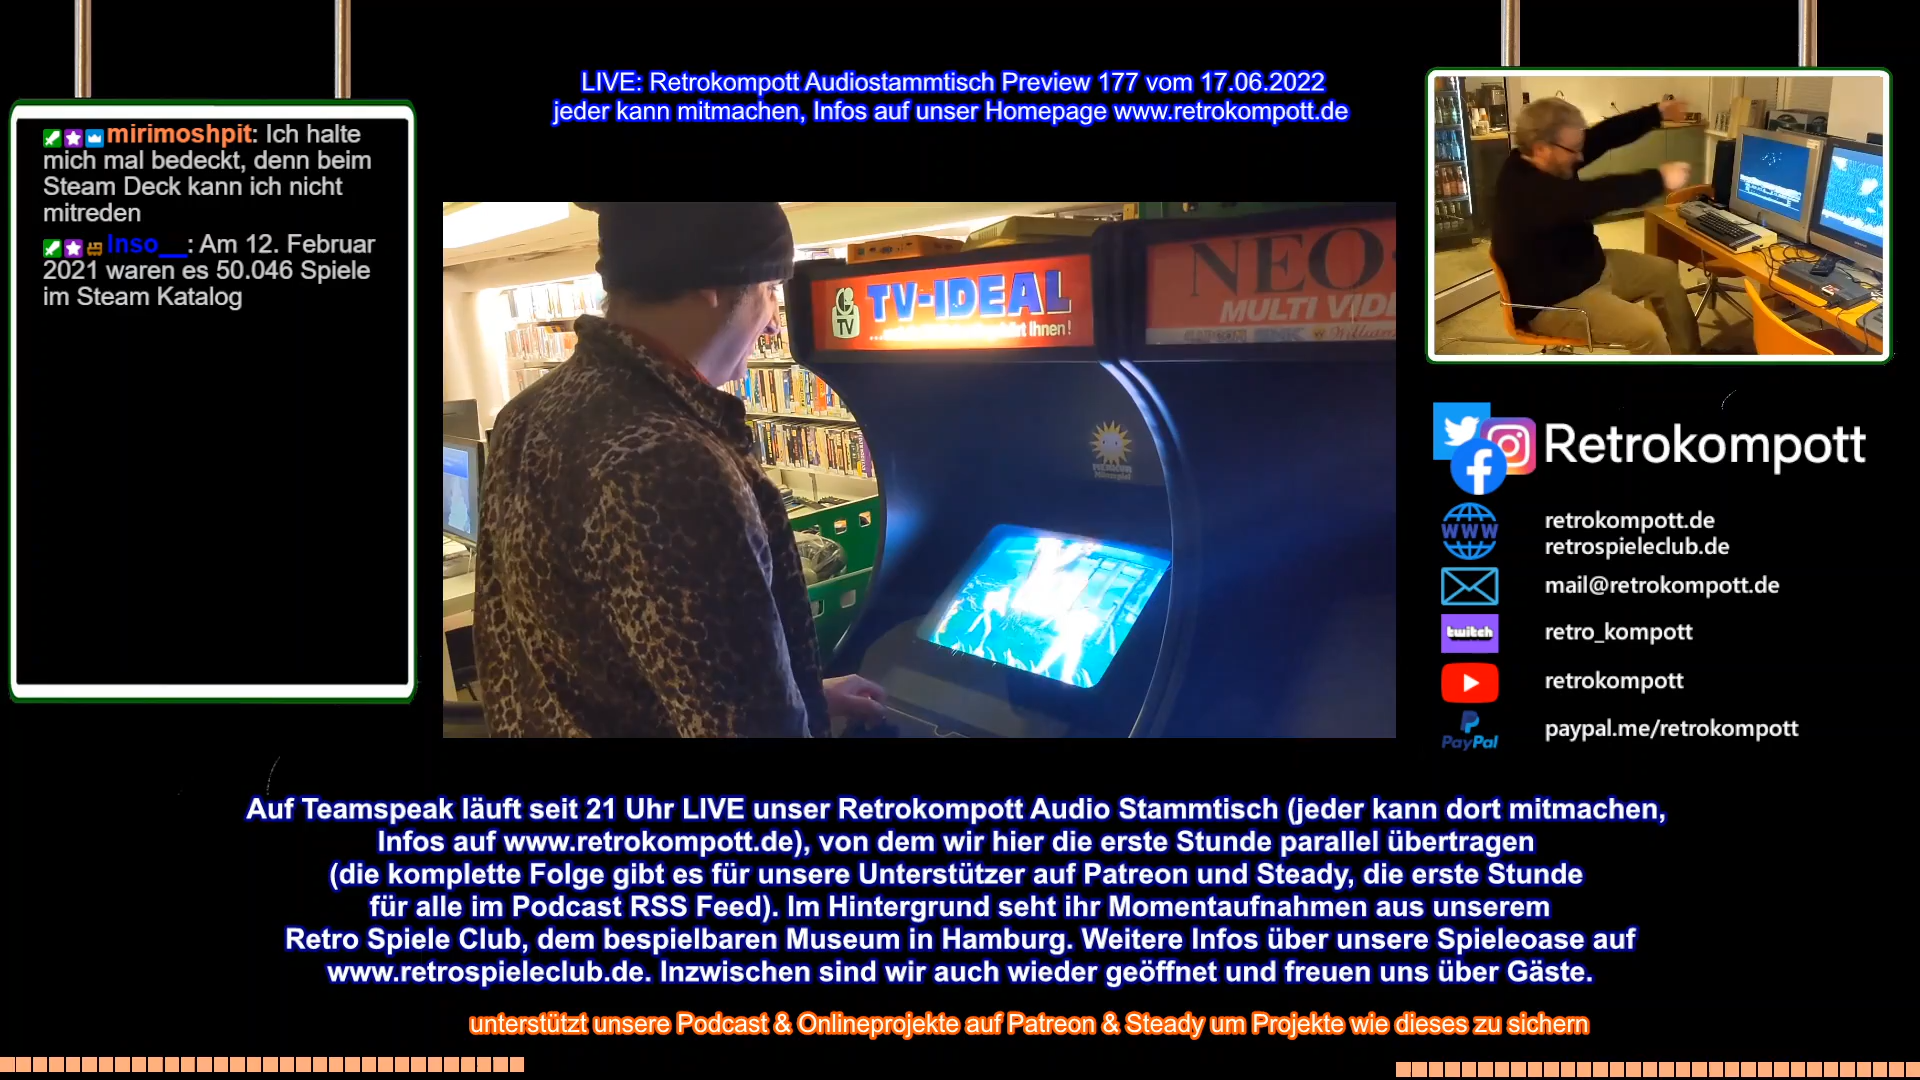 LIVE: Retrokompott Audiostammtisch Preview 177 vom 17.06.2022
jeder kann mitmachen, Infos auf unser Homepage www.retrokompott.de
mirimoshpit: Ich halte
mich mal bedeckt, denn beim
Steam Deck kann ich nicht
mitreden
Inso__: Am 12. Februar
2021 waren es 50.046 Spiele
im Steam Katalog
TV-IDEAL
TV
Ihnen!
NEO
MULTI
Retrokompott
www
retrokompott.de
retrospieleclub.de
mail@retrokompott.de
twitch
retro_kompott
retrokompott
PayPal
paypal.me/retrokompott
Auf Teamspeak läuft seit 21 Uhr LIVE unser Retrokompott Audio Stammtisch (jeder kann dort mitmachen,
Infos auf www.retrokompott.de), von dem wir hier die erste Stunde parallel übertragen
(die komplette Folge gibt es für unsere Unterstützer auf Patreon und Steady, die erste Stunde
für alle im Podcast RSS Feed). Im Hintergrund seht ihr Momentaufnahmen aus unserem
Retro Spiele Club, dem bespielbaren Museum in Hamburg. Weitere Infos über unsere Spieleoase auf
www.retrospieleclub.de. Inzwischen sind wir auch wieder geöffnet und freuen uns über Gäste.
unterstützt unsere Podcast & Onlineprojekte auf Patreon & Steady um Projekte wie dieses zu sichern